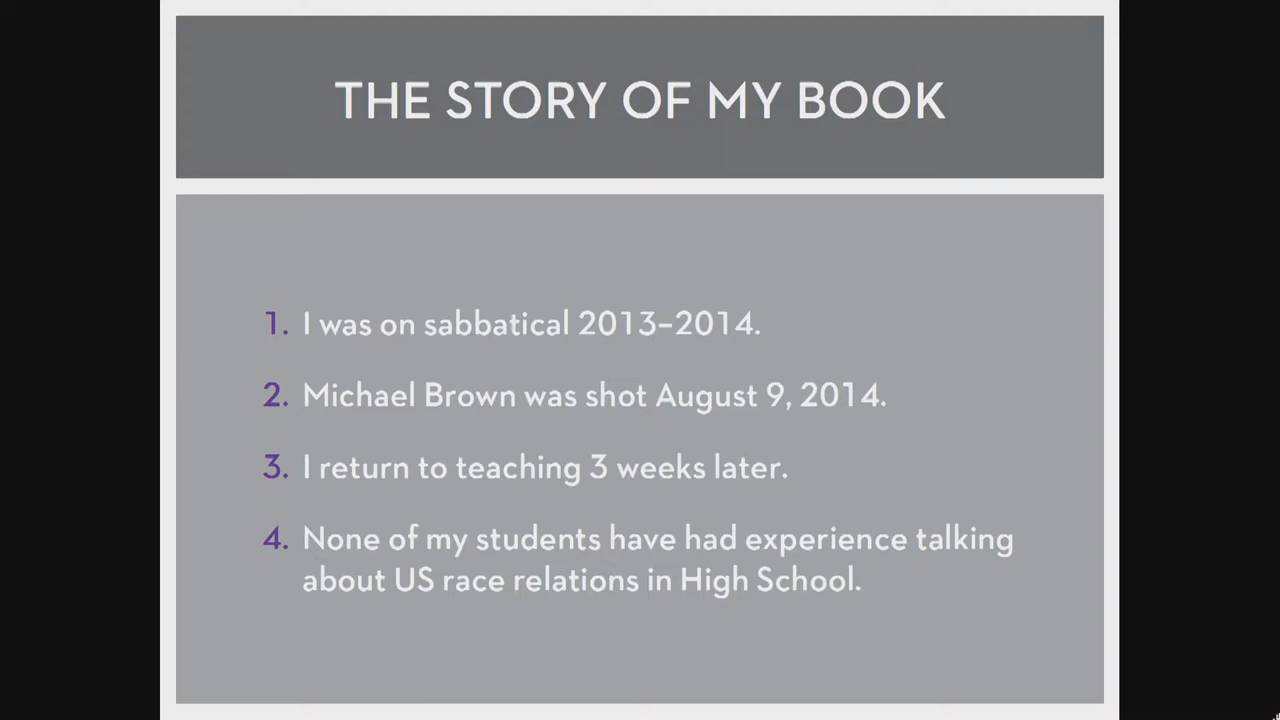 THE STORY OF MY BOOK
1. I was on sabbatical 2013–2014.
2. Michael Brown was shot August 9, 2014.
3. I return to teaching 3 weeks later.
4. None of my students have had experience talking
about US race relations in High School.